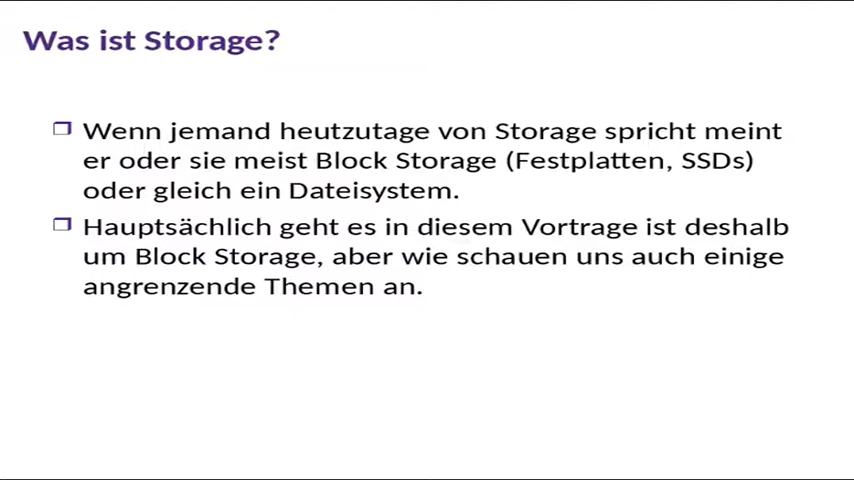 Was ist Storage?
Wenn jemand heutzutage von Storage spricht meint
er oder sie meist Block Storage (Festplatten, SSDs)
oder gleich ein Dateisystem.
Hauptsächlich geht es in diesem Vortrage ist deshalb
um Block Storage, aber wie schauen uns auch einige
angrenzende Themen an.